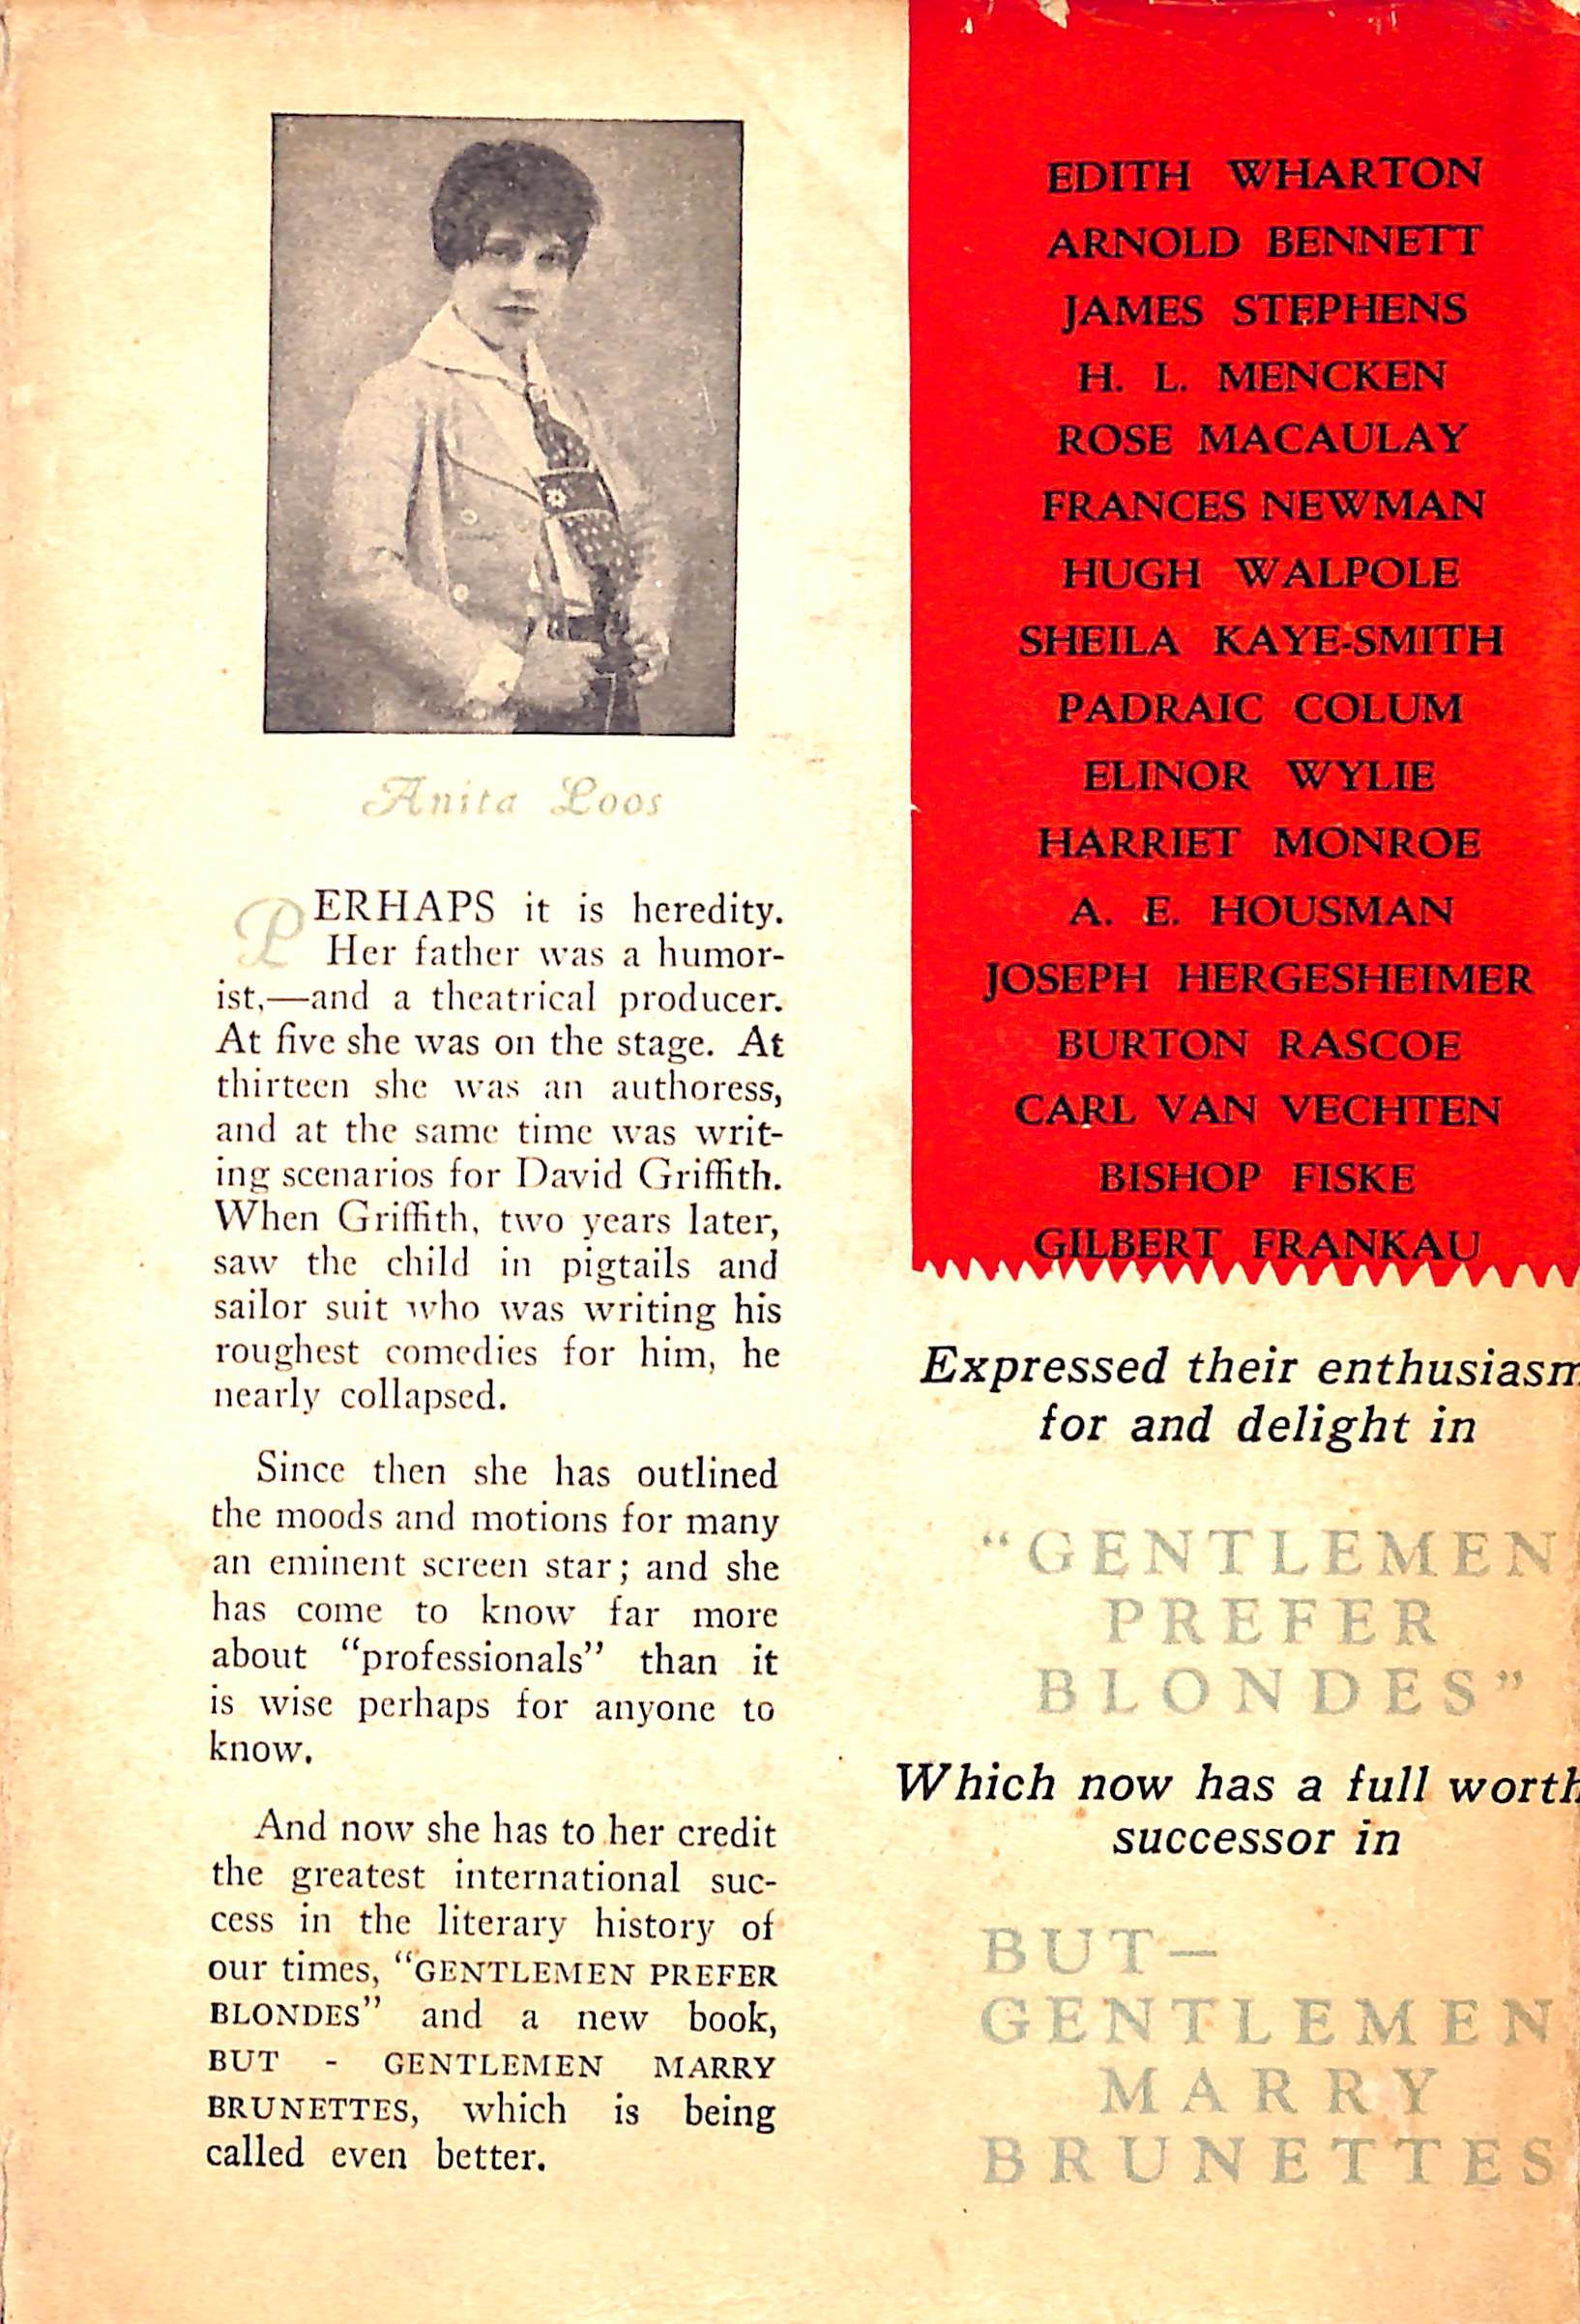 Anita Loos
PERHAPS it is heredity.
Her father was a humor-
ist,—and a theatrical producer.
At five she was on the stage. At
thirteen she was an authoress,
and at the same time was writ-
ing scenarios for David Griffith.
When Griffith, two years later,
saw the child in pigtails and
sailor suit who was writing his
roughest comedies for him, he
nearly collapsed.
Since then she has outlined
the moods and motions for many
an eminent screen star; and she
has come to know far more
about "professionals" than it
is wise perhaps for anyone to
know.
And now she has to her credit
the greatest international suc-
cess in the literary history of
our times, "GENTLEMEN PREFER
BLONDES" and a new book,
BUT - GENTLEMEN MARRY
BRUNETTES, which is being
called even better.
EDITH WHARTON
ARNOLD BENNETT
JAMES STEPHENS
H. L. MENCKEN
ROSE MACAULAY
FRANCES NEWMAN
HUGH WALPOLE
SHEILA KAYE-SMITH
PADRAIC COLUM
ELINOR WYLIE
HARRIET MONROE
A. E. HOUSMAN
JOSEPH HERGESHEIMER
BURTON RASCOE
CARL VAN VECHTEN
BISHOP FISKE
GILBERT FRANKAU
Expressed their enthusiasm
for and delight in
"GENTLEMEN
PREFER
BLONDES"
Which now has a full worth
successor in
BUT—
GENTLEMEN
MARRY
BRUNETTES